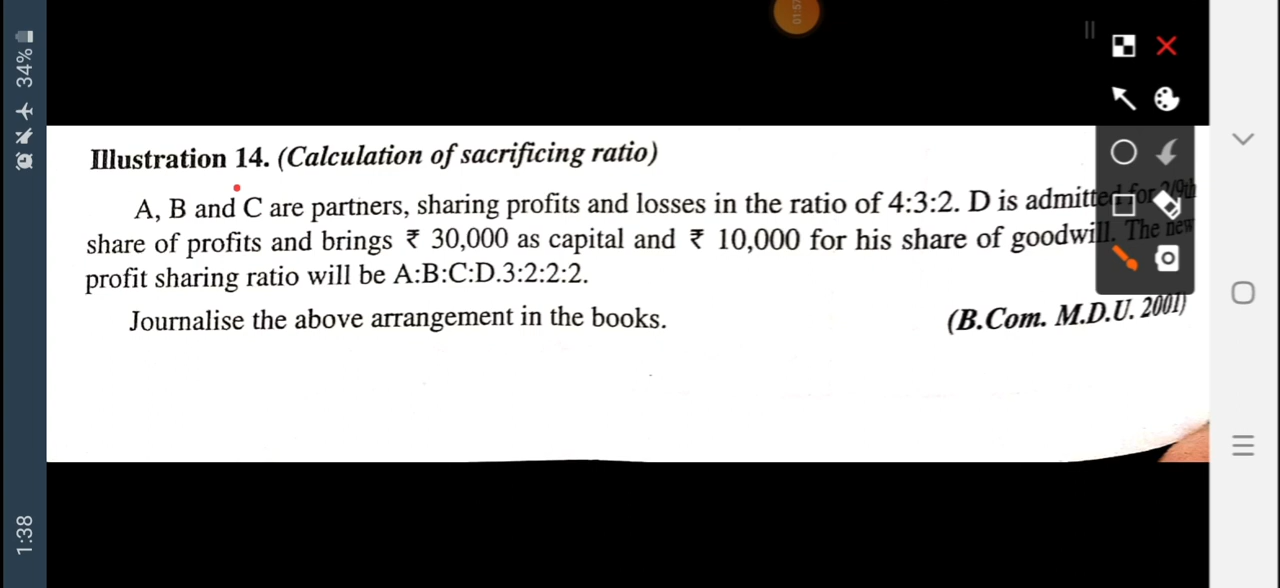 01:57
34%
1:38
Illustration 14. (Calculation of sacrificing ratio)
A, B and C are partners, sharing profits and losses in the ratio of 4:3:2. D is admitted for 2/9th
share of profits and brings ₹ 30,000 as capital and ₹ 10,000 for his share of goodwill. The new
profit sharing ratio will be A:B:C:D.3:2:2:2.
Journalise the above arrangement in the books.
(B.Com. M.D.U. 2001)